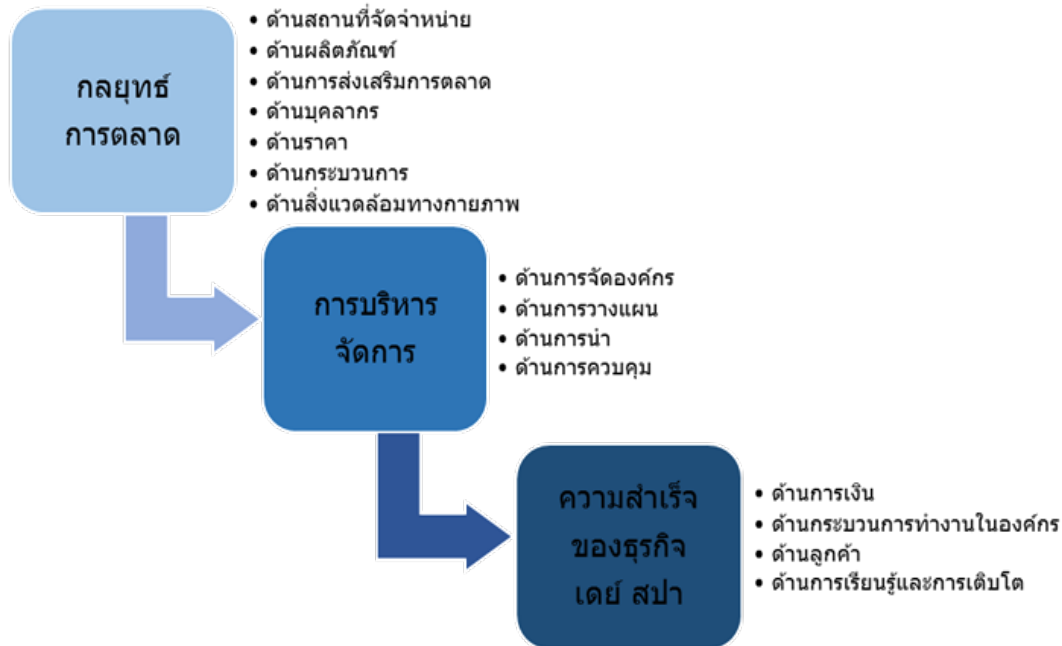 กลยุทธ์
การตลาด
• ด้านสถานที่จัดจำหน่าย
• ด้านผลิตภัณฑ์
• ด้านการส่งเสริมการตลาด
• ด้านบุคลากร
• ด้านราคา
• ด้านกระบวนการ
• ด้านสิ่งแวดล้อมทางกายภาพ
การบริหาร
จัดการ
• ด้านการจัดองค์กร
• ด้านการวางแผน
• ด้านการนำ
• ด้านการควบคุม
ความสำเร็จ
ของธุรกิจ
เดย์ สปา
• ด้านการเงิน
• ด้านกระบวนการทำงานในองค์กร
• ด้านลูกค้า
• ด้านการเรียนรู้และการเติบโต